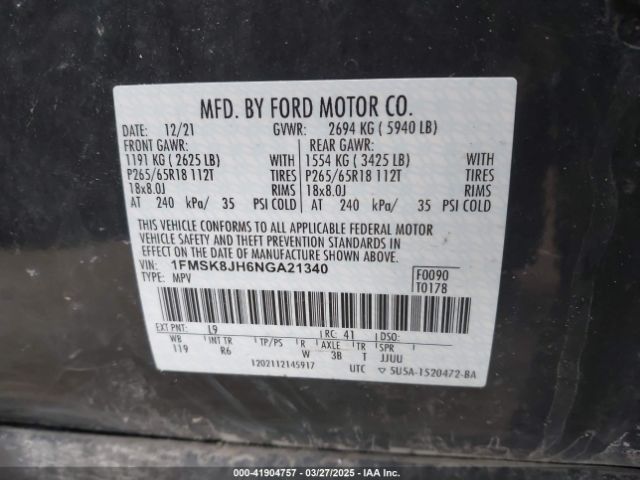 MFD. BY FORD MOTOR CO.
DATE: 12/21 GVWR: 2694 KG ( 5940 LB)
FRONT GAWR: REAR GAWR:
1191 KG ( 2625 LB) WITH 1554 KG ( 3425 LB) WITH
P265/65R18 112T TIRES P265/65R18 112T TIRES
18x8.0J RIMS 18x8.0J RIMS
AT 240 kPa/ 35 PSI COLD AT 240 kPa/ 35 PSI COLD
THIS VEHICLE CONFORMS TO ALL APPLICABLE FEDERAL MOTOR
VEHICLE SAFETY AND THEFT PREVENTION STANDARDS IN
EFFECT ON THE DATE OF MANUFACTURE SHOWN ABOVE.
VIN: 1FMSK8JH6NGA21340 F0090
TYPE: MPV T0178
EXT PNT: L9 RC: 41 DSO:
WB INT TR TP/PS R AXLE TR SPR
119 R6 W 3B T JJUU
1202112145917 UTC ▽ 5U5A-1520472-BA
000-41904757 — 03/27/2025 — IAA Inc.